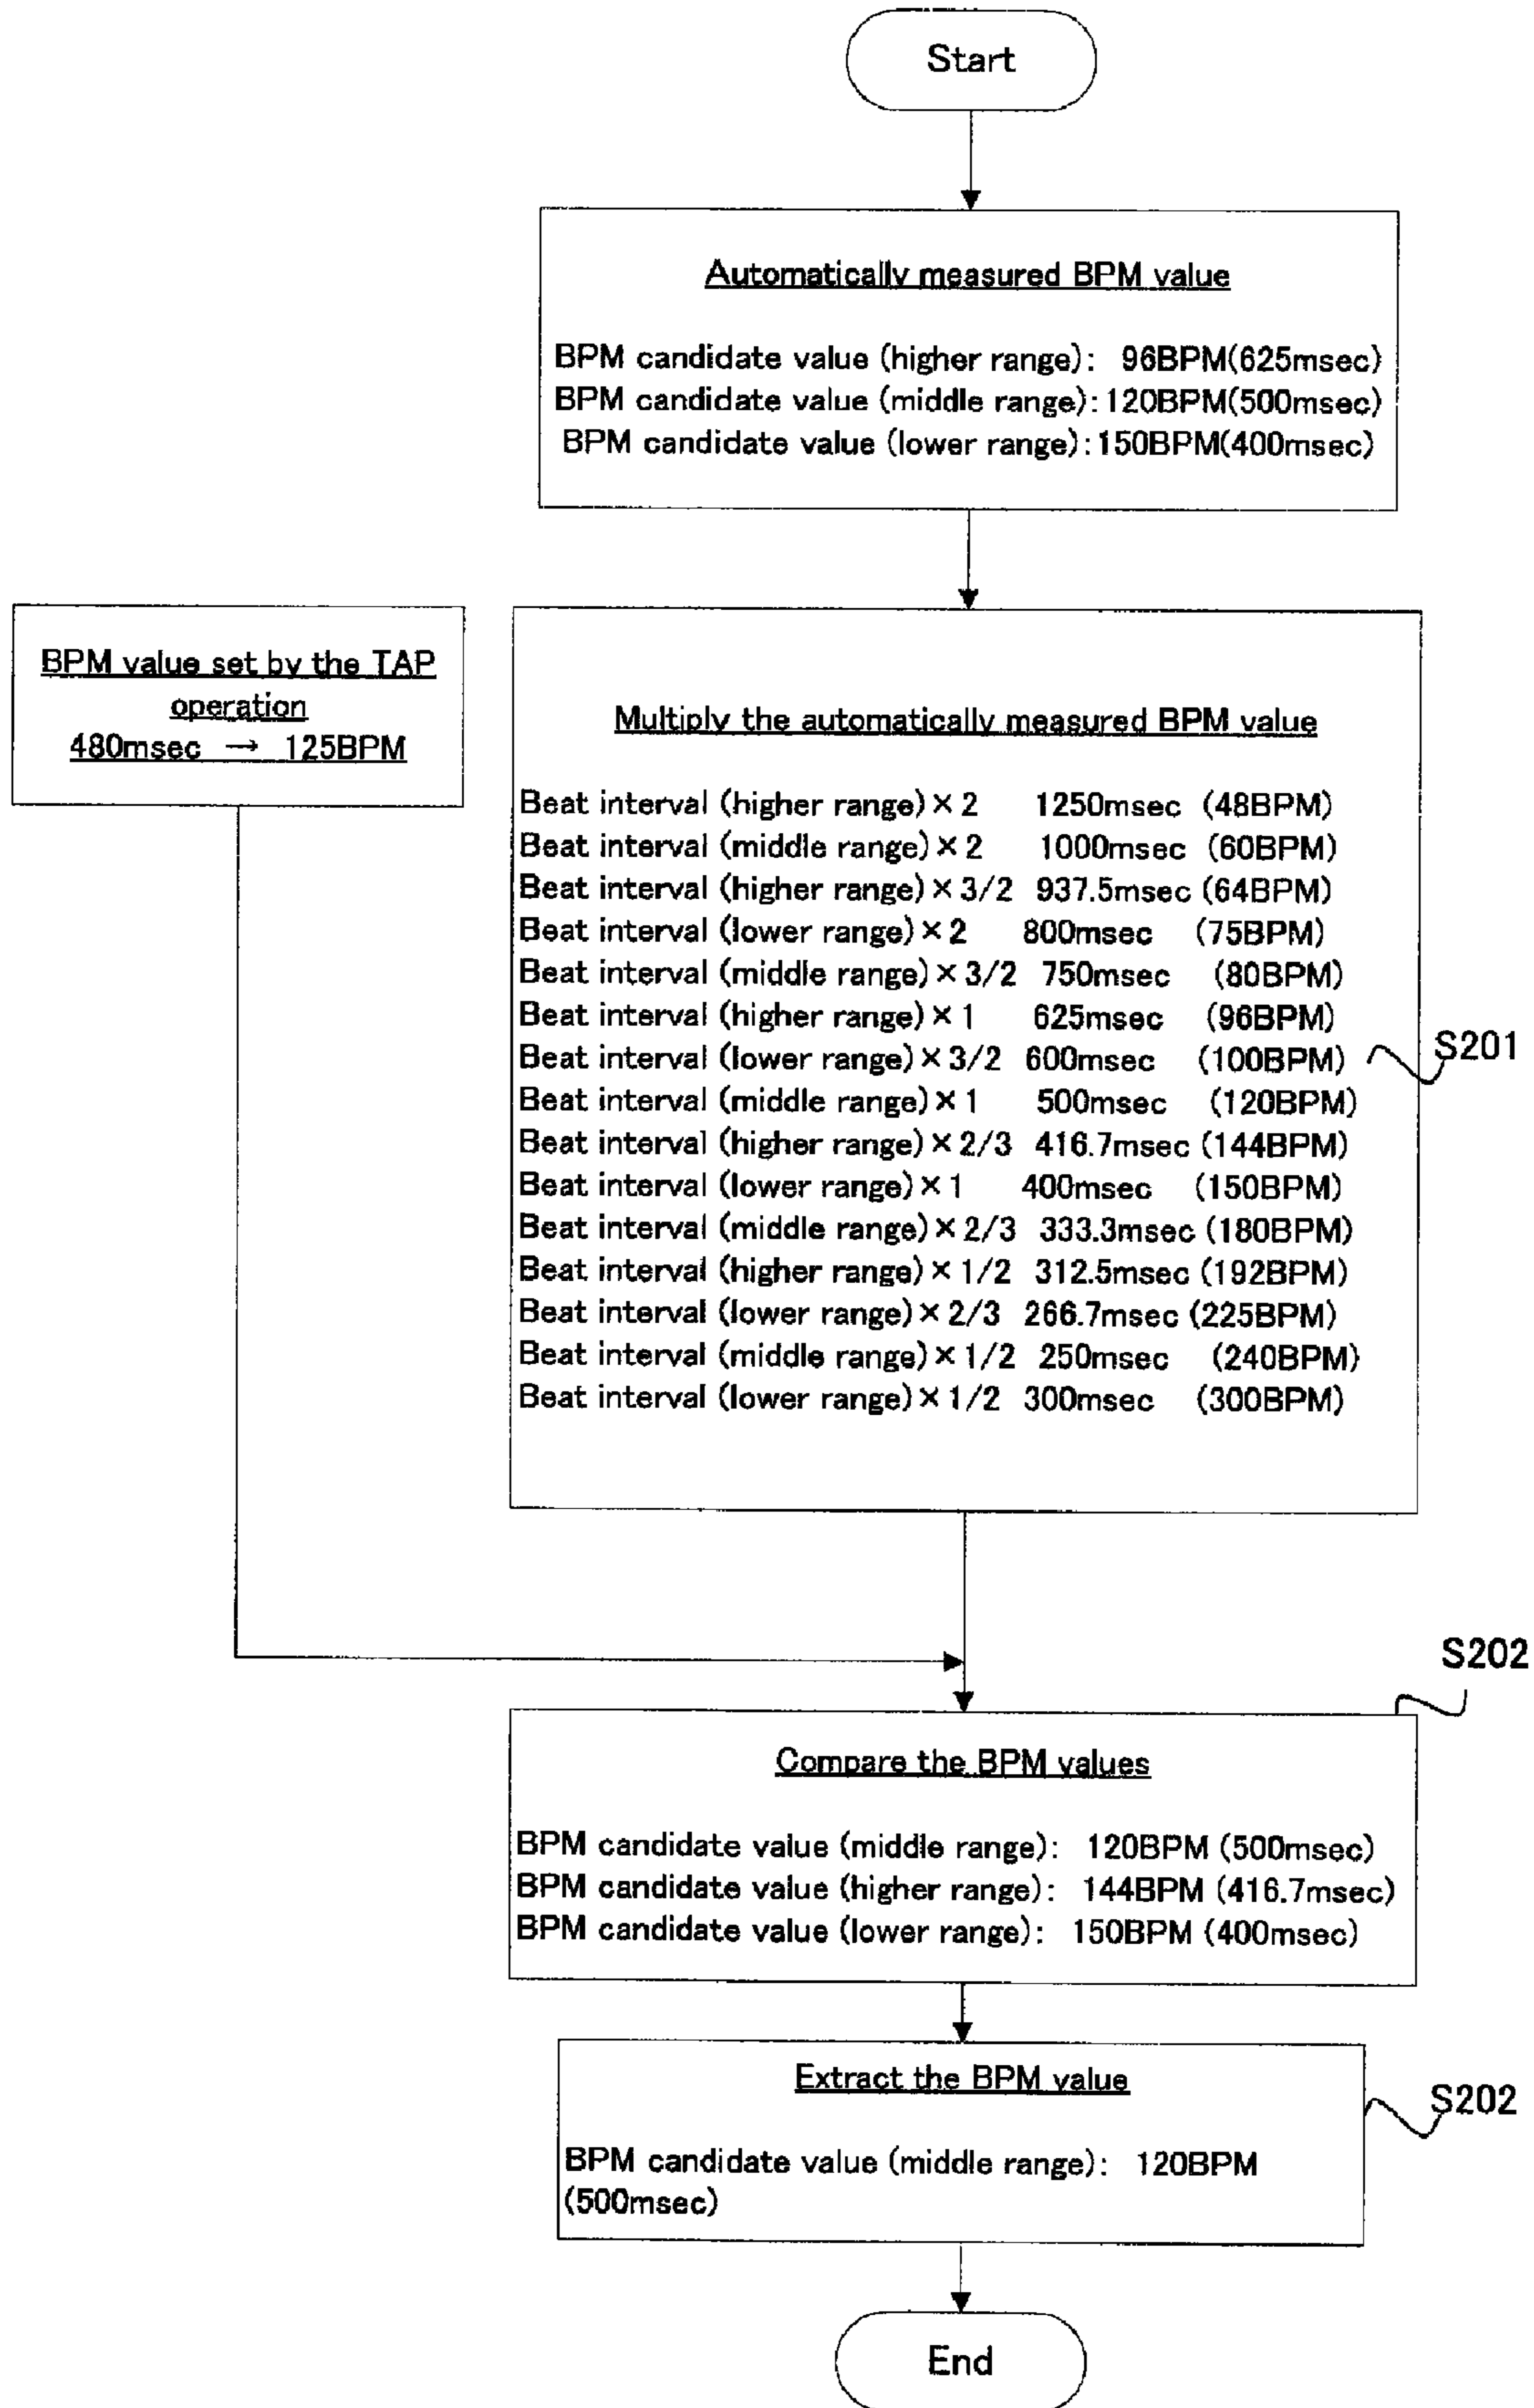 Start
Automatically measured BPM value
BPM candidate value (higher range): 96BPM(625msec)
BPM candidate value (middle range): 120BPM(500msec)
BPM candidate value (lower range): 150BPM(400msec)
BPM value set by the TAP
operation
480msec → 125BPM
Multiply the automatically measured BPM value
Beat interval (higher range) × 2 1250msec (48BPM)
Beat interval (middle range) × 2 1000msec (60BPM)
Beat interval (higher range) × 3/2 937.5msec (64BPM)
Beat interval (lower range) × 2 800msec (75BPM)
Beat interval (middle range) × 3/2 750msec (80BPM)
Beat interval (higher range) × 1 625msec (96BPM)
Beat interval (lower range) × 3/2 600msec (100BPM)
S201
Beat interval (middle range) × 1 500msec (120BPM)
Beat interval (higher range) × 2/3 416.7msec (144BPM)
Beat interval (lower range) × 1 400msec (150BPM)
Beat interval (middle range) × 2/3 333.3msec (180BPM)
Beat interval (higher range) × 1/2 312.5msec (192BPM)
Beat interval (lower range) × 2/3 266.7msec (225BPM)
Beat interval (middle range) × 1/2 250msec (240BPM)
Beat interval (lower range) × 1/2 300msec (300BPM)
S202
Compare the BPM values
BPM candidate value (middle range): 120BPM (500msec)
BPM candidate value (higher range): 144BPM (416.7msec)
BPM candidate value (lower range): 150BPM (400msec)
Extract the BPM value
S202
BPM candidate value (middle range): 120BPM
(500msec)
End